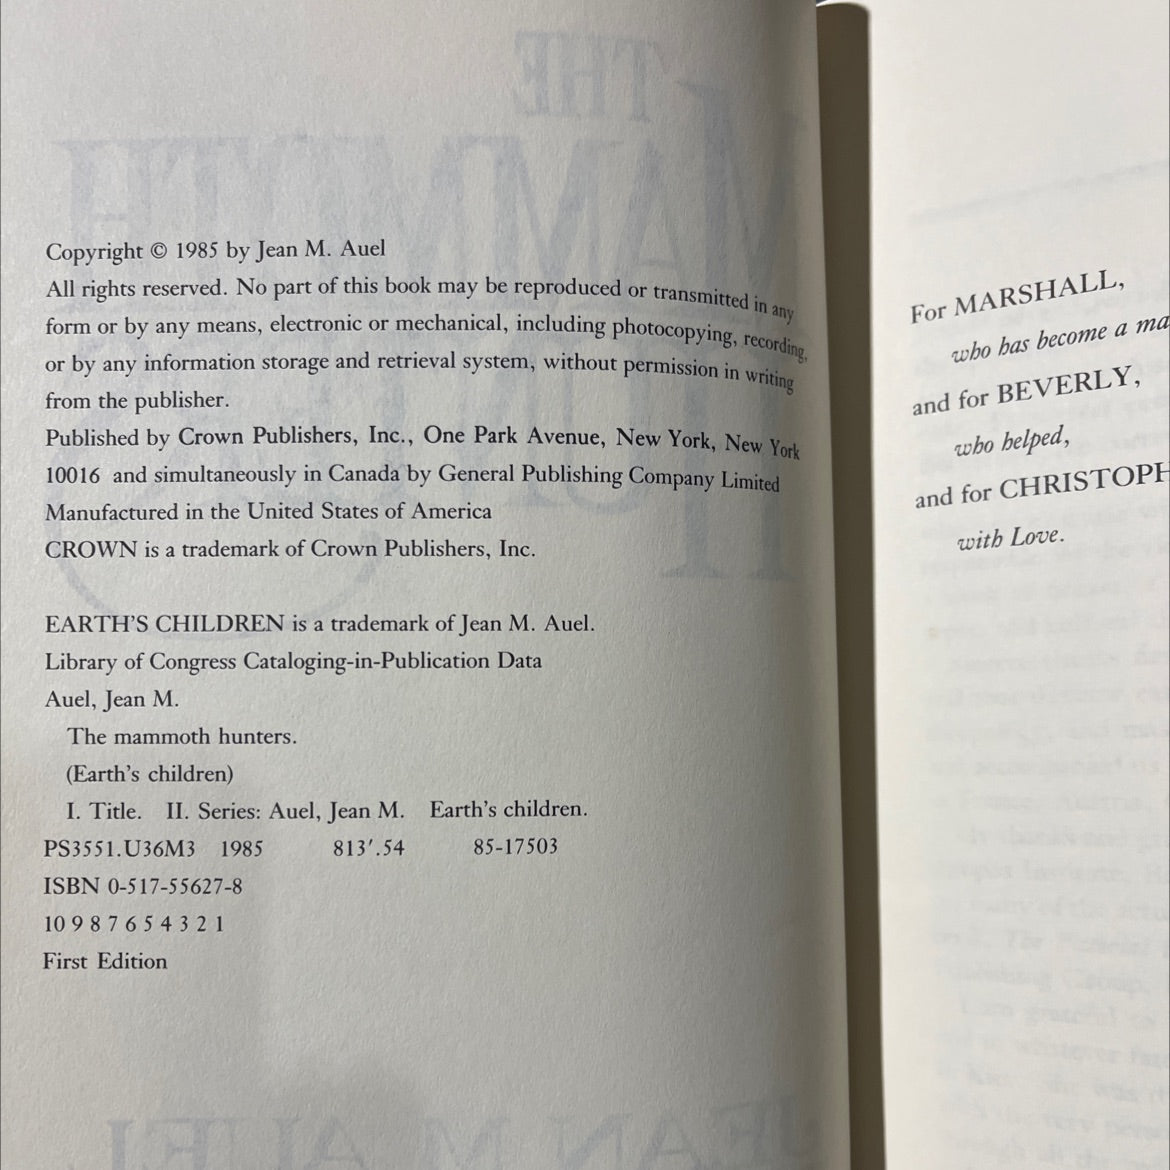 Copyright © 1985 by Jean M. Auel
All rights reserved. No part of this book may be reproduced or transmitted in any
form or by any means, electronic or mechanical, including photocopying, recording,
or by any information storage and retrieval system, without permission in writing
from the publisher.
Published by Crown Publishers, Inc., One Park Avenue, New York, New York
10016 and simultaneously in Canada by General Publishing Company Limited
Manufactured in the United States of America
CROWN is a trademark of Crown Publishers, Inc.
EARTH'S CHILDREN is a trademark of Jean M. Auel.
Library of Congress Cataloging-in-Publication Data
Auel, Jean M.
The mammoth hunters.
(Earth's children)
I. Title. II. Series: Auel, Jean M. Earth's children.
PS3551.U36M3 1985 813′.54 85-17503
ISBN 0-517-55627-8
10 9 8 7 6 5 4 3 2 1
First Edition
For MARSHALL,
who has become a ma
and for BEVERLY,
who helped,
and for CHRISTOPH
with Love.